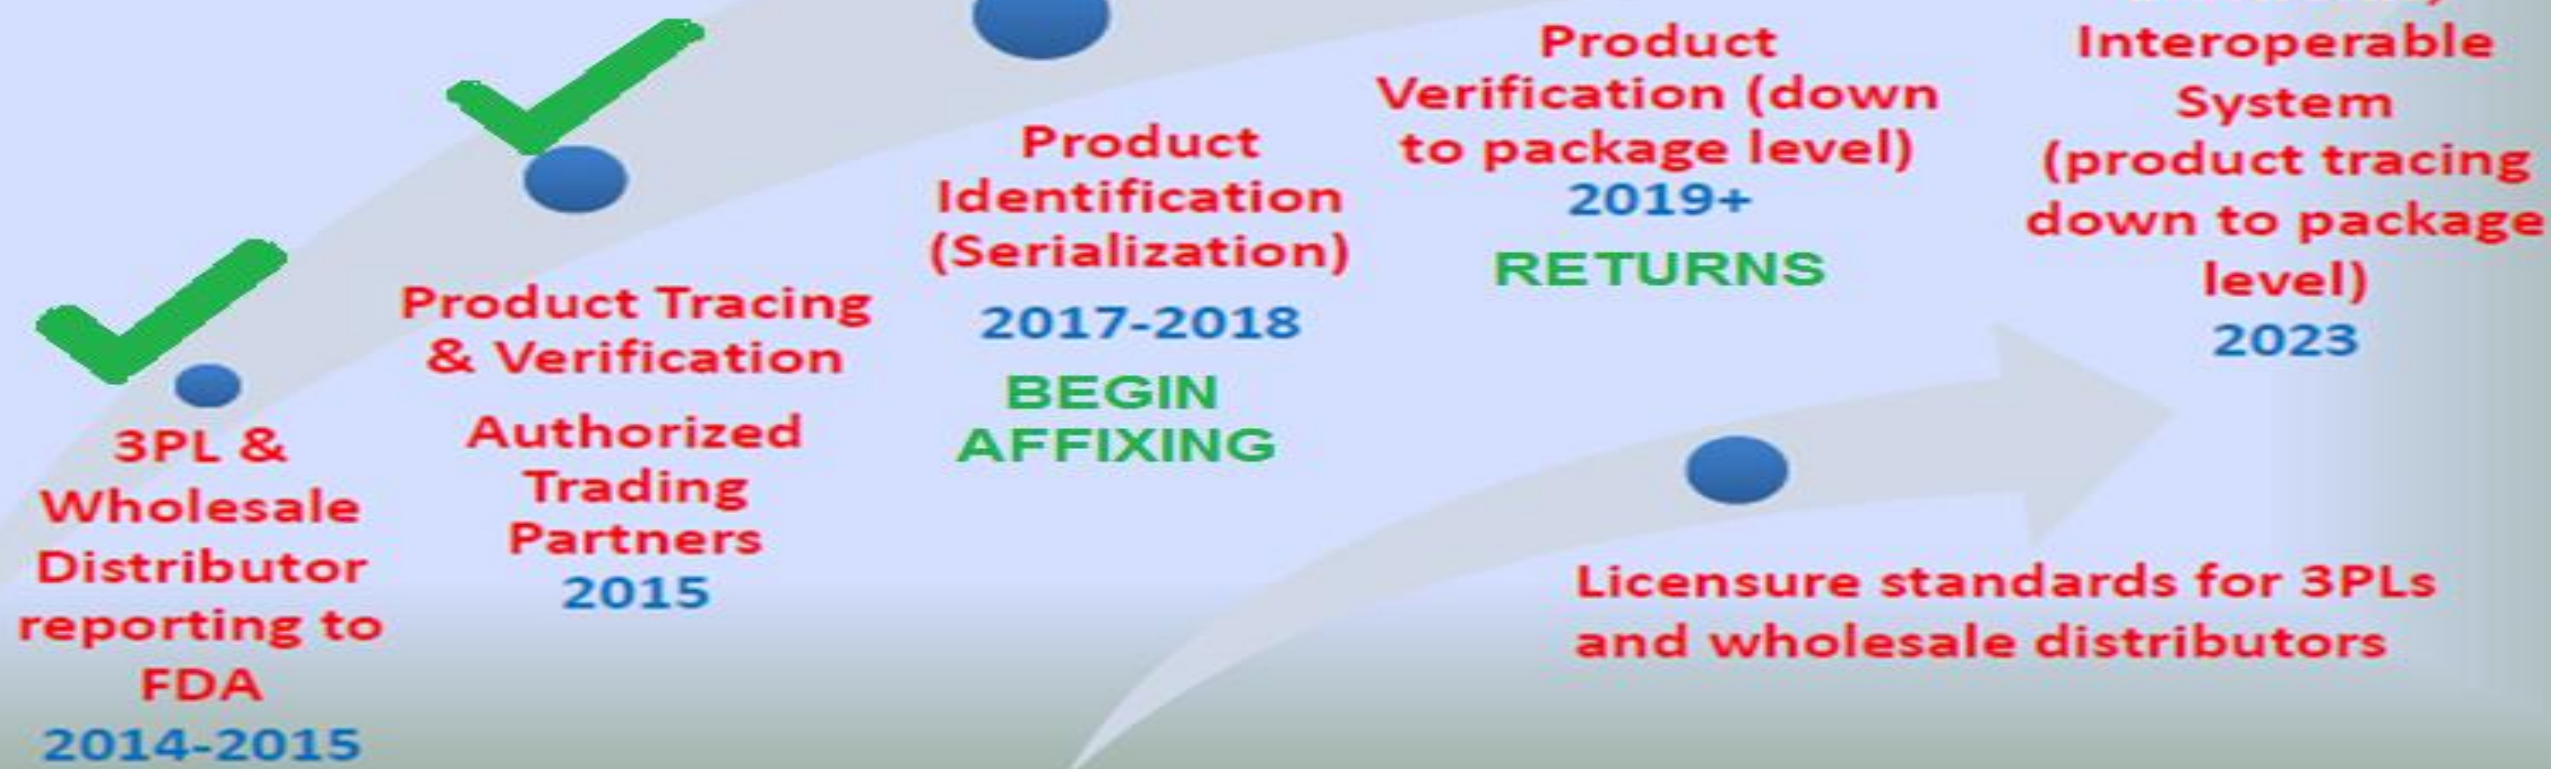 3PL &
Wholesale
Distributor
reporting to
FDA
2014-2015
Product Tracing
& Verification
Authorized
Trading
Partners
2015
Product
Identification
(Serialization)
2017-2018
BEGIN
AFFIXING
Product
Verification (down
to package level)
2019+
RETURNS
Interoperable
System
(product tracing
down to package
level)
2023
Licensure standards for 3PLs
and wholesale distributors